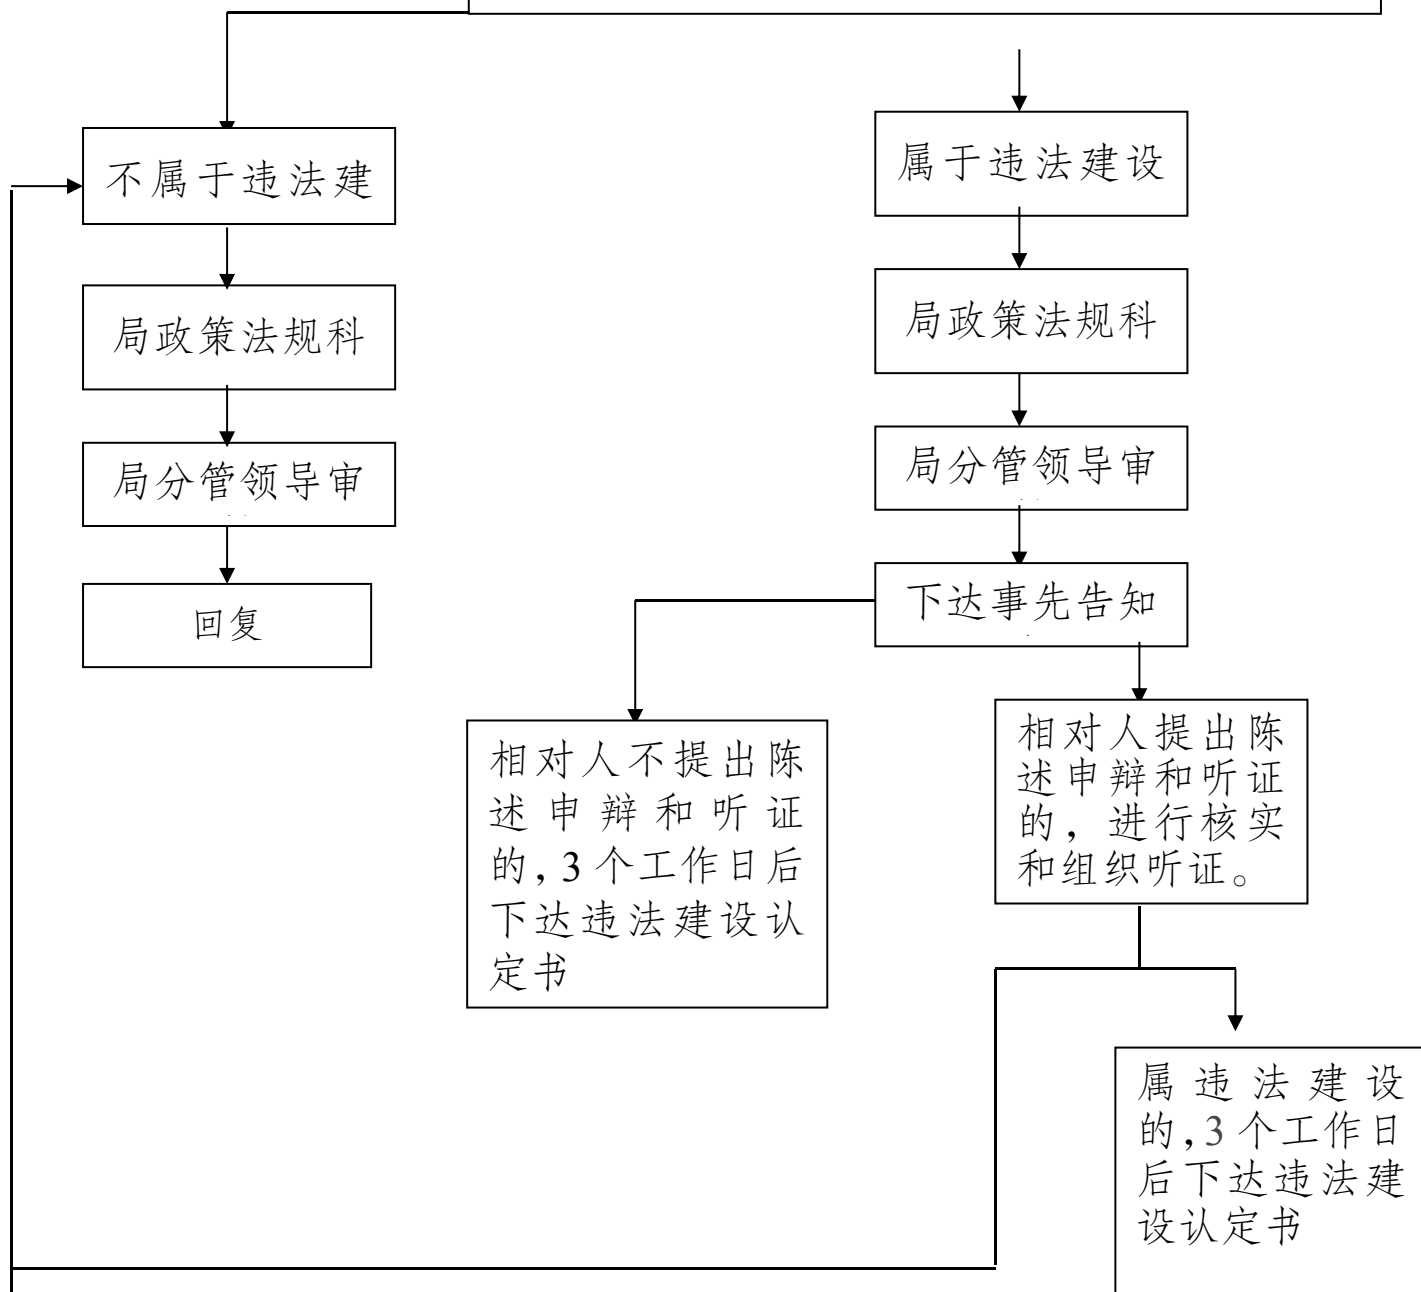 不属于违法建
属于违法建设
局政策法规科
局政策法规科
局分管领导审
局分管领导审
回复
下达事先告知
相对人不提出陈
述申辩和听证
的,3个工作日后
下达违法建设认
定书
相对人提出陈
述申辩和听证
的，进行核实
和组织听证。
属违法建设
的,3个工作日
后下达违法建
设认定书